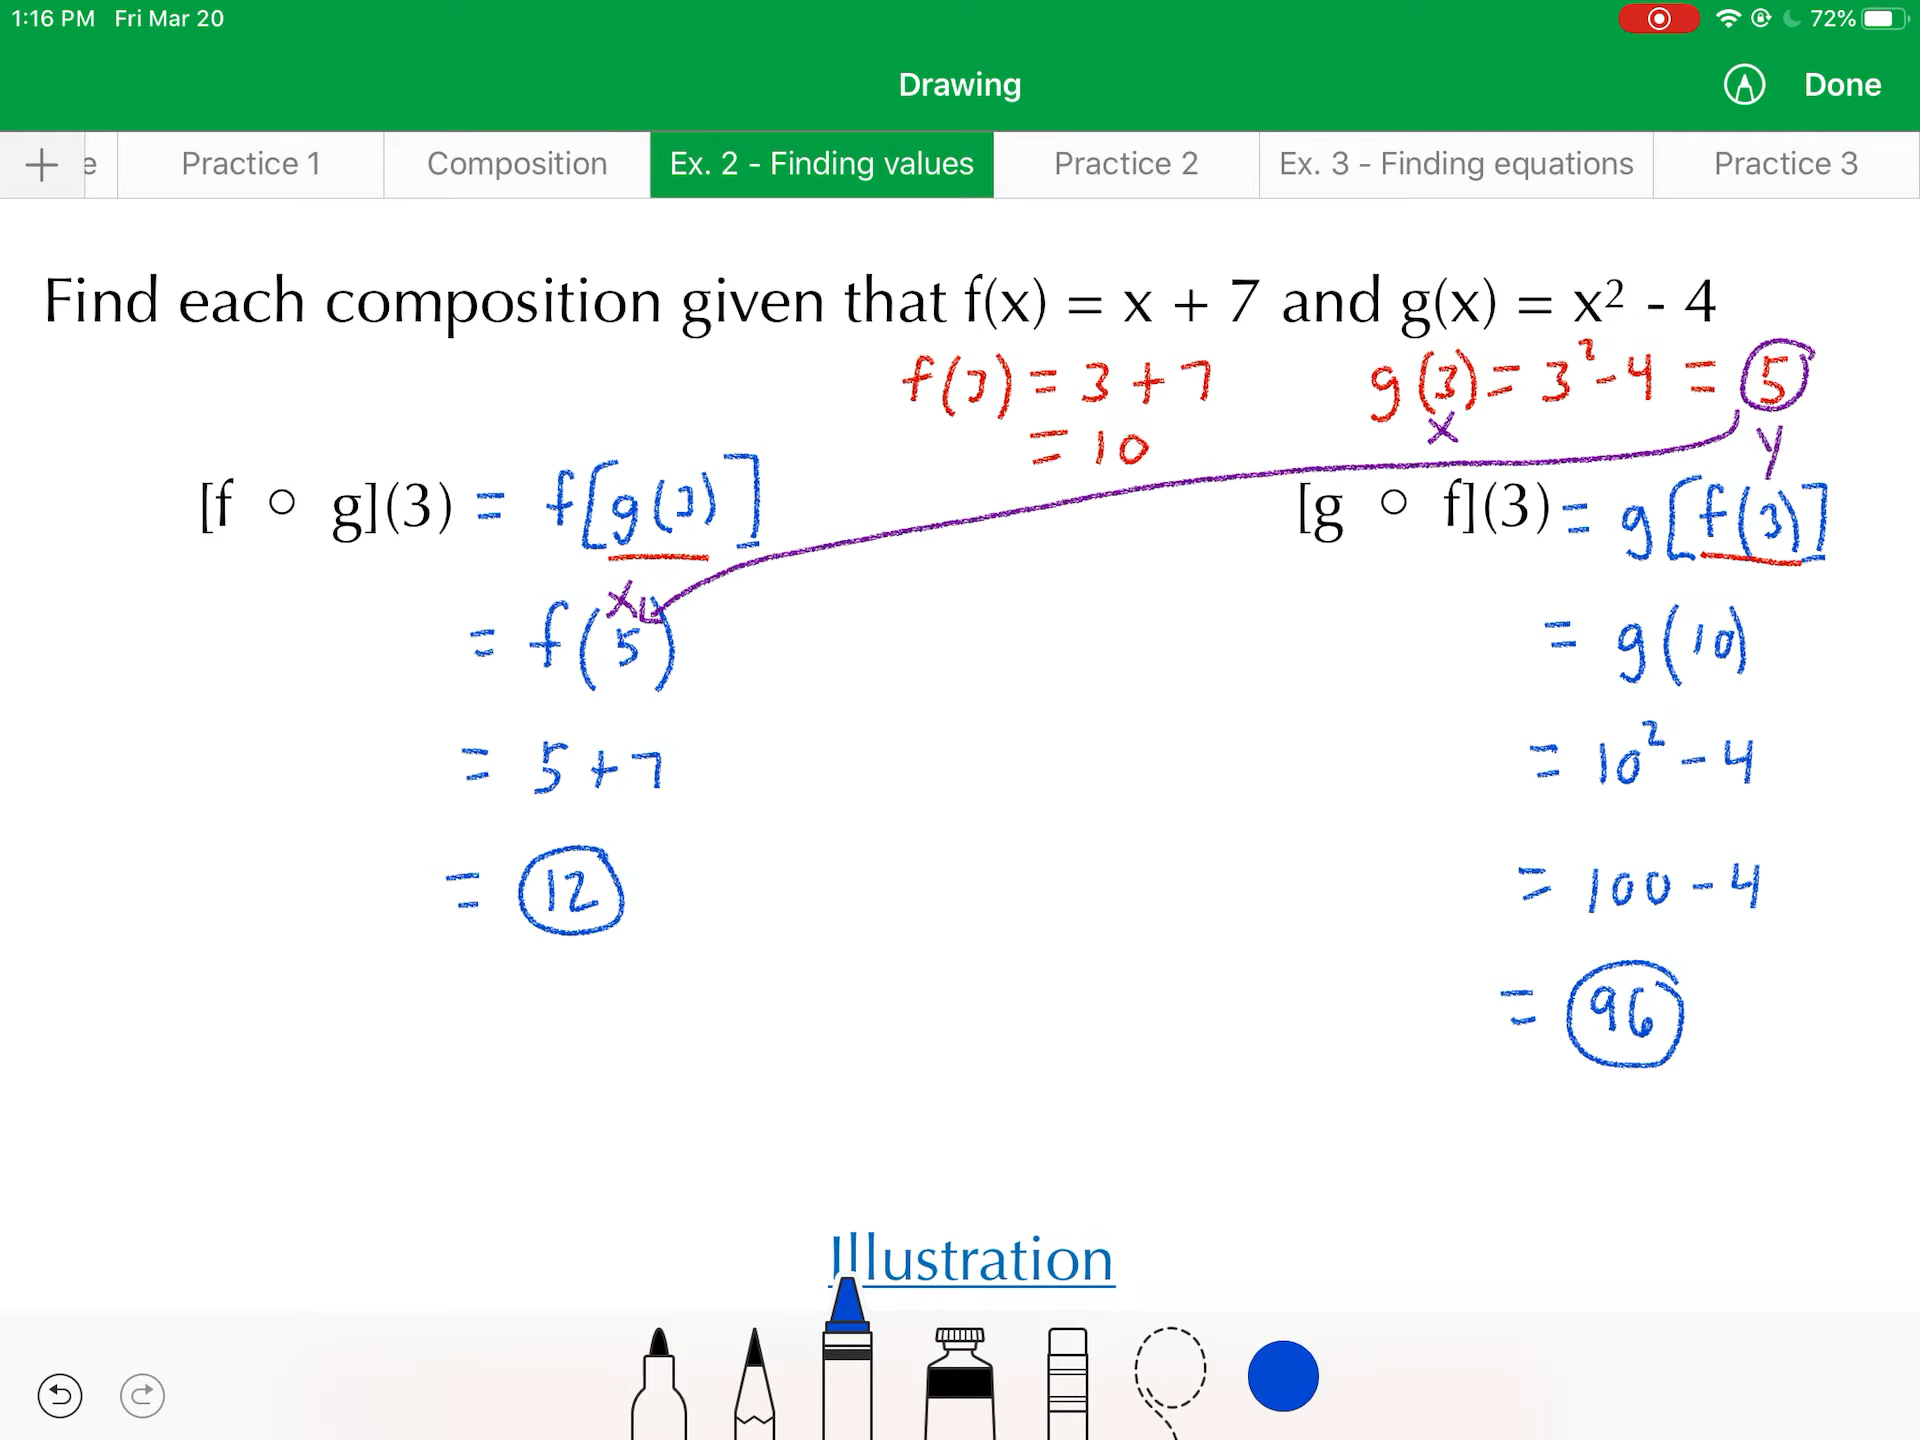 1:16 PM Fri Mar 20 72%
Drawing Done
e Practice 1 Composition Ex. 2 - Finding values Practice 2 Ex. 3 - Finding equations Practice 3
Find each composition given that f(x) = x + 7 and g(x) = x² - 4
f(3) = 3 + 7 g(3) = 3² - 4 = 5
= 10 x y
[f ○ g](3) = f[g(3)] [g ○ f](3) = g[f(3)]
x
= f(5) = g(10)
= 5 + 7 = 10² - 4
= 12 = 100 - 4
= 96
Illustration